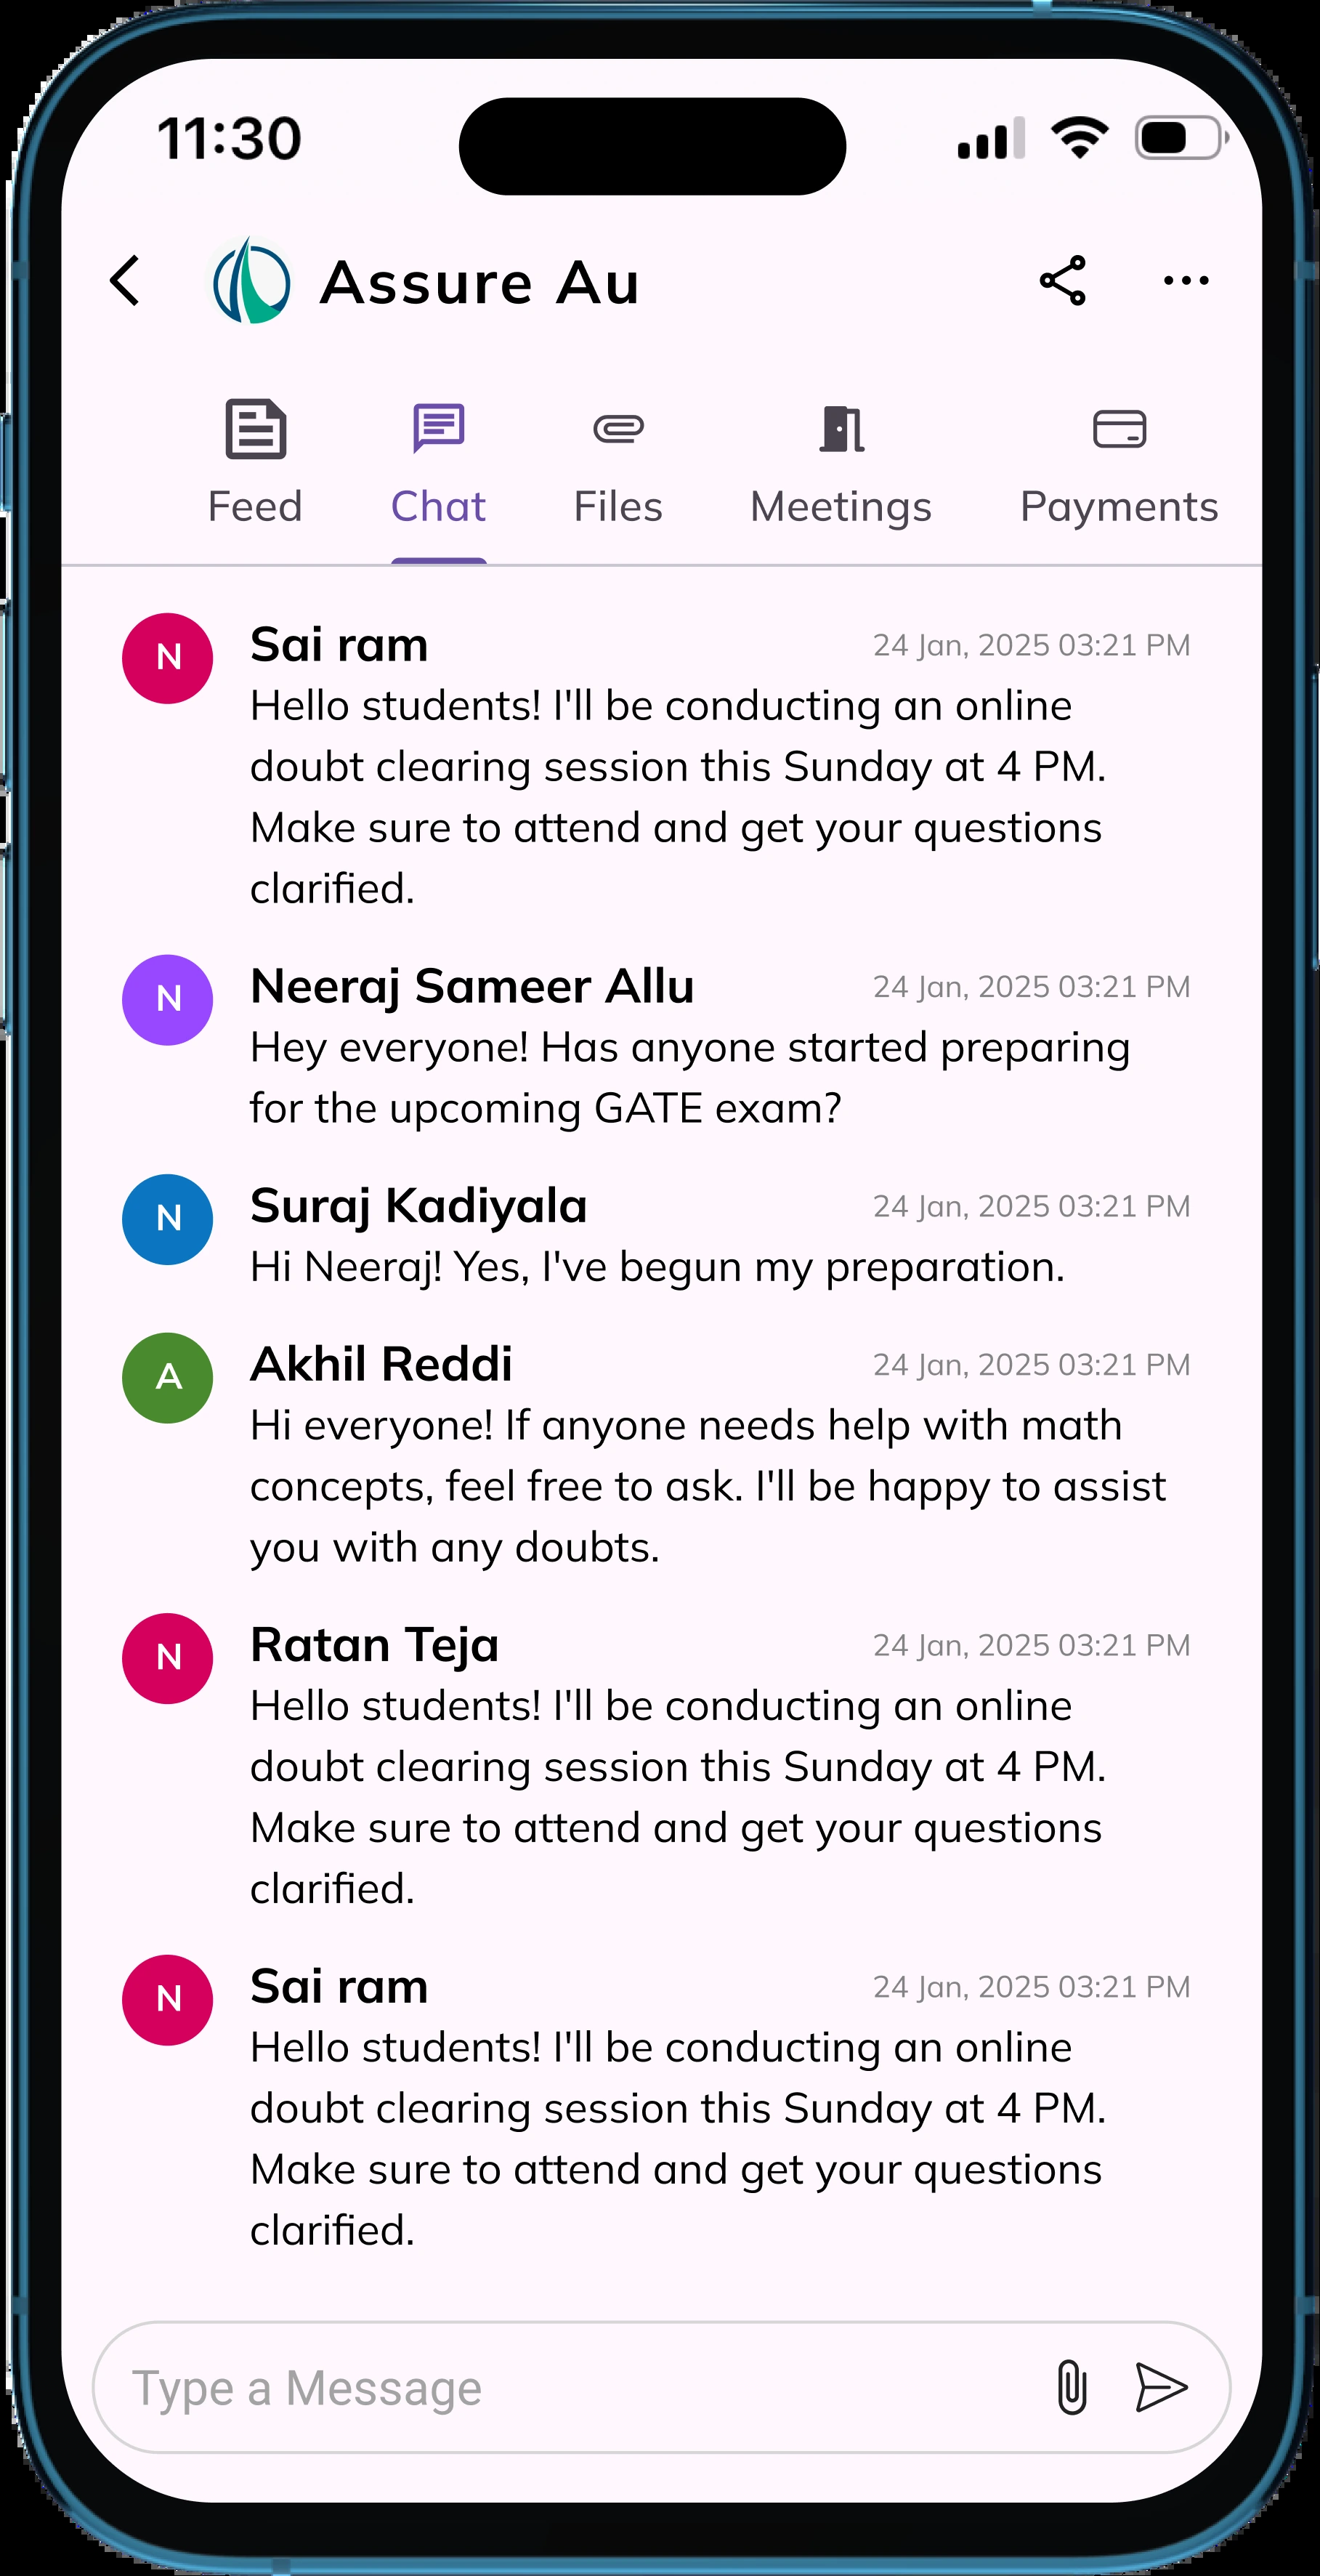 11:30
Assure Au
Feed Chat Files Meetings Payments
N
Sai ram 24 Jan, 2025 03:21 PM
Hello students! I'll be conducting an online
doubt clearing session this Sunday at 4 PM.
Make sure to attend and get your questions
clarified.
N
Neeraj Sameer Allu 24 Jan, 2025 03:21 PM
Hey everyone! Has anyone started preparing
for the upcoming GATE exam?
N
Suraj Kadiyala 24 Jan, 2025 03:21 PM
Hi Neeraj! Yes, I've begun my preparation.
A
Akhil Reddi 24 Jan, 2025 03:21 PM
Hi everyone! If anyone needs help with math
concepts, feel free to ask. I'll be happy to assist
you with any doubts.
N
Ratan Teja 24 Jan, 2025 03:21 PM
Hello students! I'll be conducting an online
doubt clearing session this Sunday at 4 PM.
Make sure to attend and get your questions
clarified.
N
Sai ram 24 Jan, 2025 03:21 PM
Hello students! I'll be conducting an online
doubt clearing session this Sunday at 4 PM.
Make sure to attend and get your questions
clarified.
Type a Message